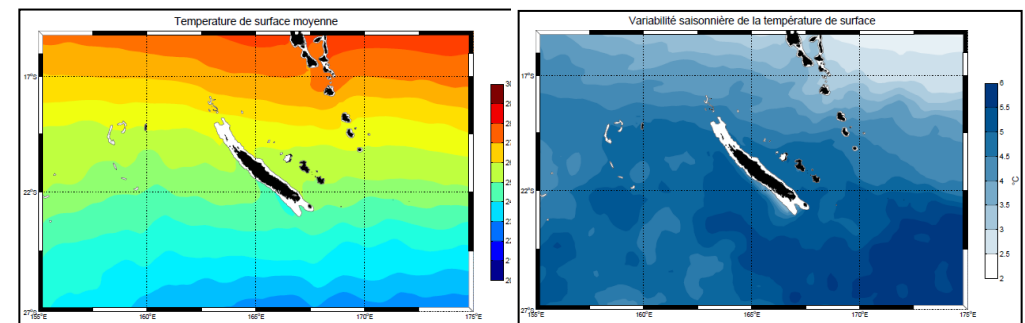 Temperature de surface moyenne
17°S
22°S
27°S
155°E
160°E
165°E
170°E
175°E
Variabilité saisonnière de la température de surface
17°S
22°S
27°S
155°E
160°E
165°E
170°E
175°E
6
5.5
5
4.5
4
3.5
3
2.5
2
°C